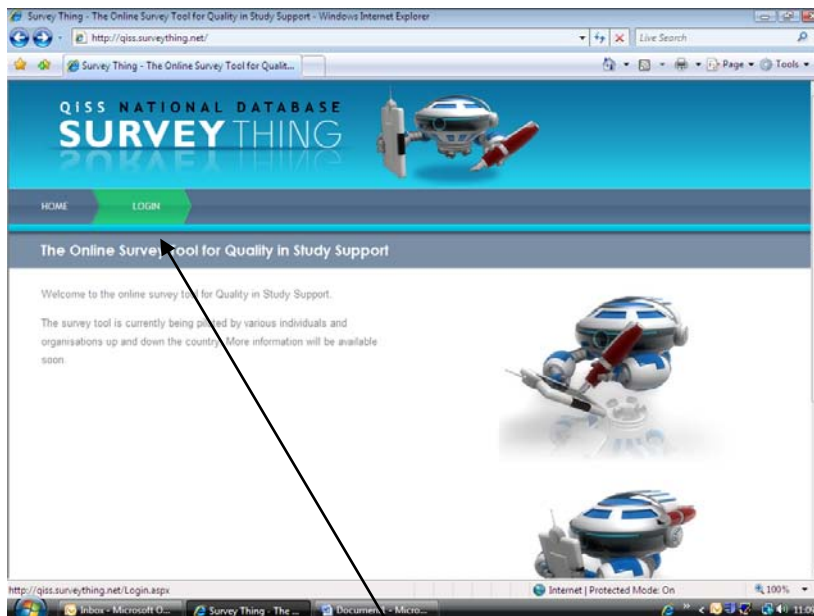 Survey Thing - The Online Survey Tool for Quality in Study Support - Windows Internet Explorer
http://qiss.surveything.net/
Live Search
Survey Thing - The Online Survey Tool for Qualit...
Page Tools
QiSS NATIONAL DATABASE
SURVEYTHING
HOME LOGIN
The Online Survey Tool for Quality in Study Support
Welcome to the online survey tool for Quality in Study Support.
The survey tool is currently being piloted by various individuals and
organisations up and down the country. More information will be available
soon.
http://qiss.surveything.net/Login.aspx
Internet | Protected Mode: On 100%
Inbox - Microsoft O... Survey Thing - The ... Document1 - Micro... 11:09